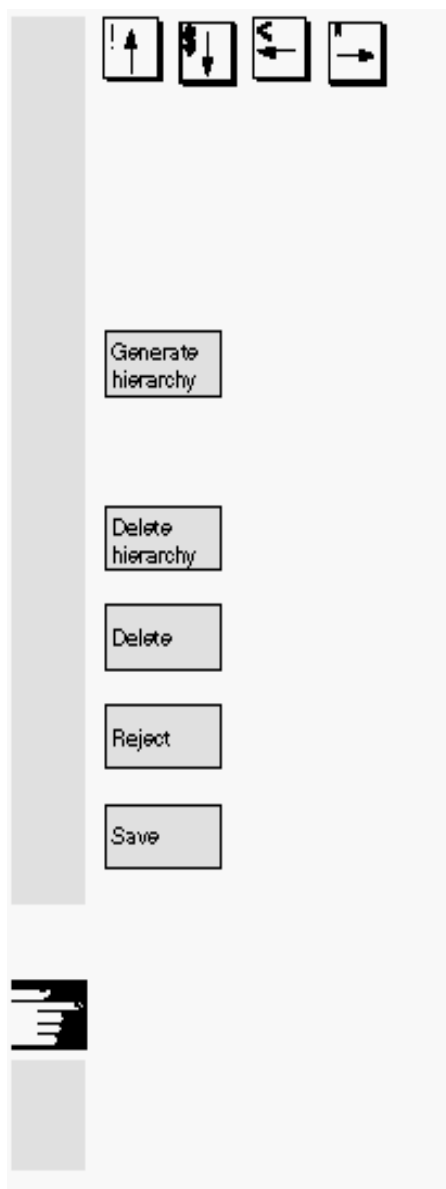 ! $ < "
Generate
hierarchy
Delete
hierarchy
Delete
Reject
Save